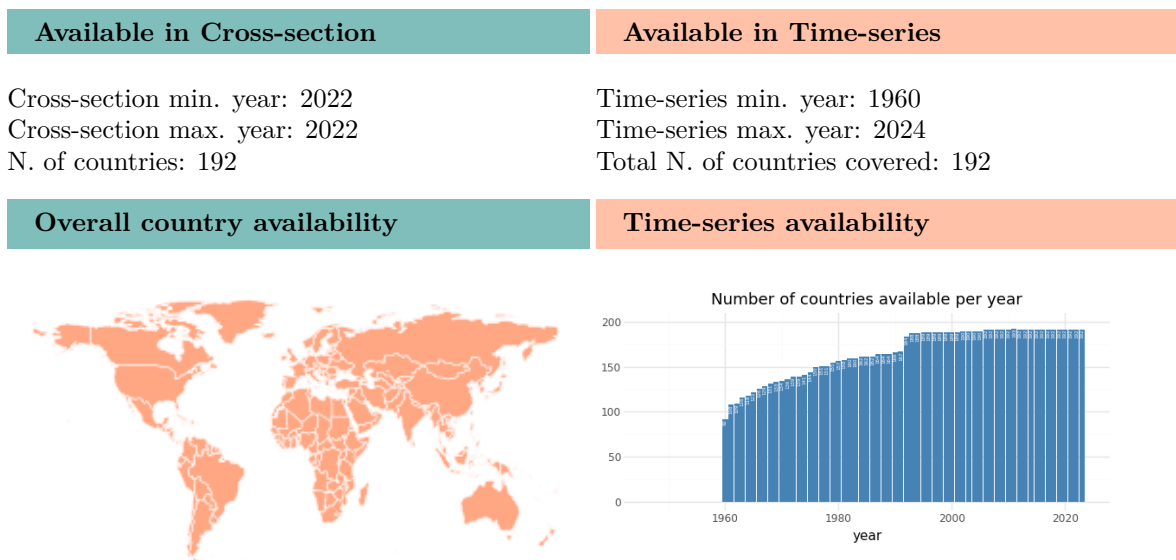 Available in Cross-section
Available in Time-series
Cross-section min. year: 2022
Cross-section max. year: 2022
N. of countries: 192
Time-series min. year: 1960
Time-series max. year: 2024
Total N. of countries covered: 192
Overall country availability
Time-series availability
Number of countries available per year
200
150
100
50
0
1960
1980
2000
2020
year